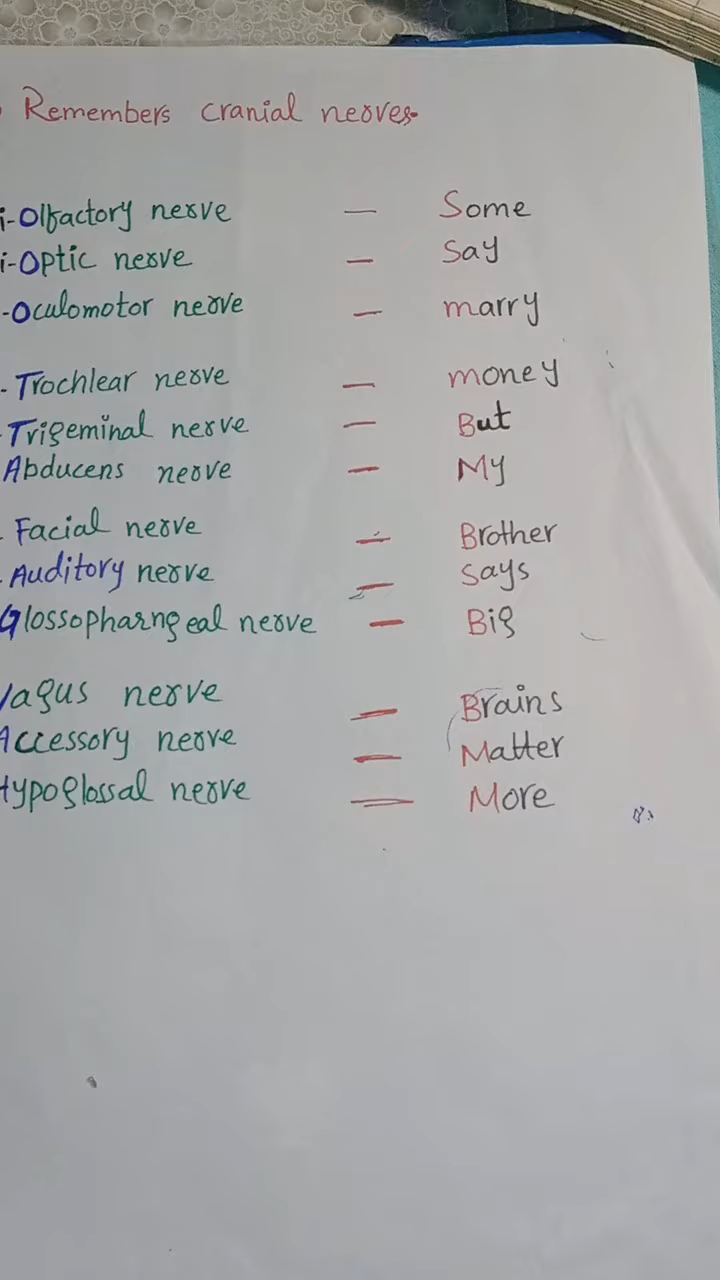 Remembers cranial nerves.
i-Olfactory nerve — Some
i-Optic nerve — Say
-Oculomotor nerve — marry
- Trochlear nerve — money
- Trigeminal nerve — But
Abducens nerve — My
- Facial nerve — Brother
- Auditory nerve — Says
Glossopharngeal nerve — Big
Vagus nerve — Brains
Accessory nerve — Matter
Hypoglossal nerve — More